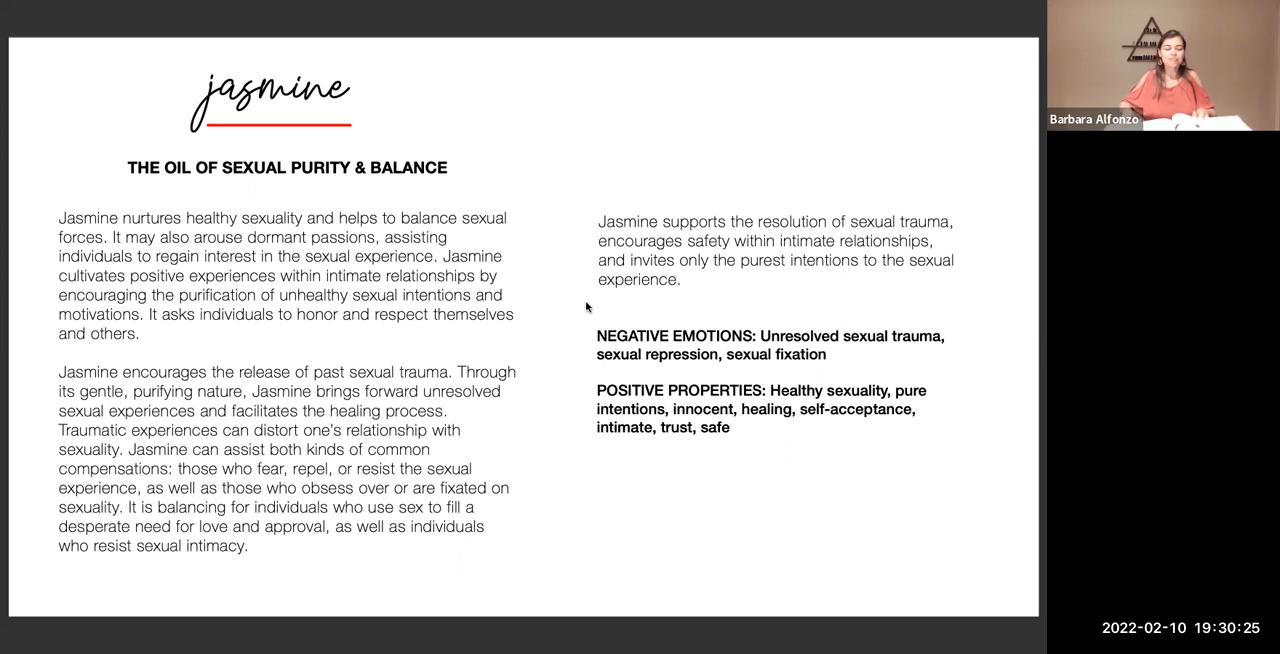 jasmine
THE OIL OF SEXUAL PURITY & BALANCE
Jasmine nurtures healthy sexuality and helps to balance sexual
forces. It may also arouse dormant passions, assisting
individuals to regain interest in the sexual experience. Jasmine
cultivates positive experiences within intimate relationships by
encouraging the purification of unhealthy sexual intentions and
motivations. It asks individuals to honor and respect themselves
and others.
Jasmine encourages the release of past sexual trauma. Through
its gentle, purifying nature, Jasmine brings forward unresolved
sexual experiences and facilitates the healing process.
Traumatic experiences can distort one's relationship with
sexuality. Jasmine can assist both kinds of common
compensations: those who fear, repel, or resist the sexual
experience, as well as those who obsess over or are fixated on
sexuality. It is balancing for individuals who use sex to fill a
desperate need for love and approval, as well as individuals
who resist sexual intimacy.
Jasmine supports the resolution of sexual trauma,
encourages safety within intimate relationships,
and invites only the purest intentions to the sexual
experience.
NEGATIVE EMOTIONS: Unresolved sexual trauma,
sexual repression, sexual fixation
POSITIVE PROPERTIES: Healthy sexuality, pure
intentions, innocent, healing, self-acceptance,
intimate, trust, safe
Barbara Alfonzo
2022-02-10 19:30:25